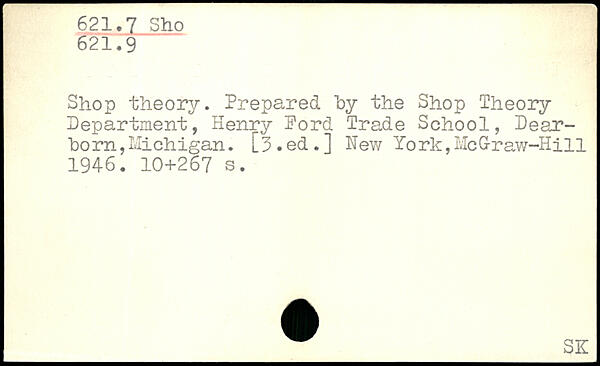 621.7 Sho
621.9
Shop theory. Prepared by the Shop Theory
Department, Henry Ford Trade School, Dear-
born,Michigan. [3.ed.] New York,McGraw-Hill
1946. 10+267 s.
SK